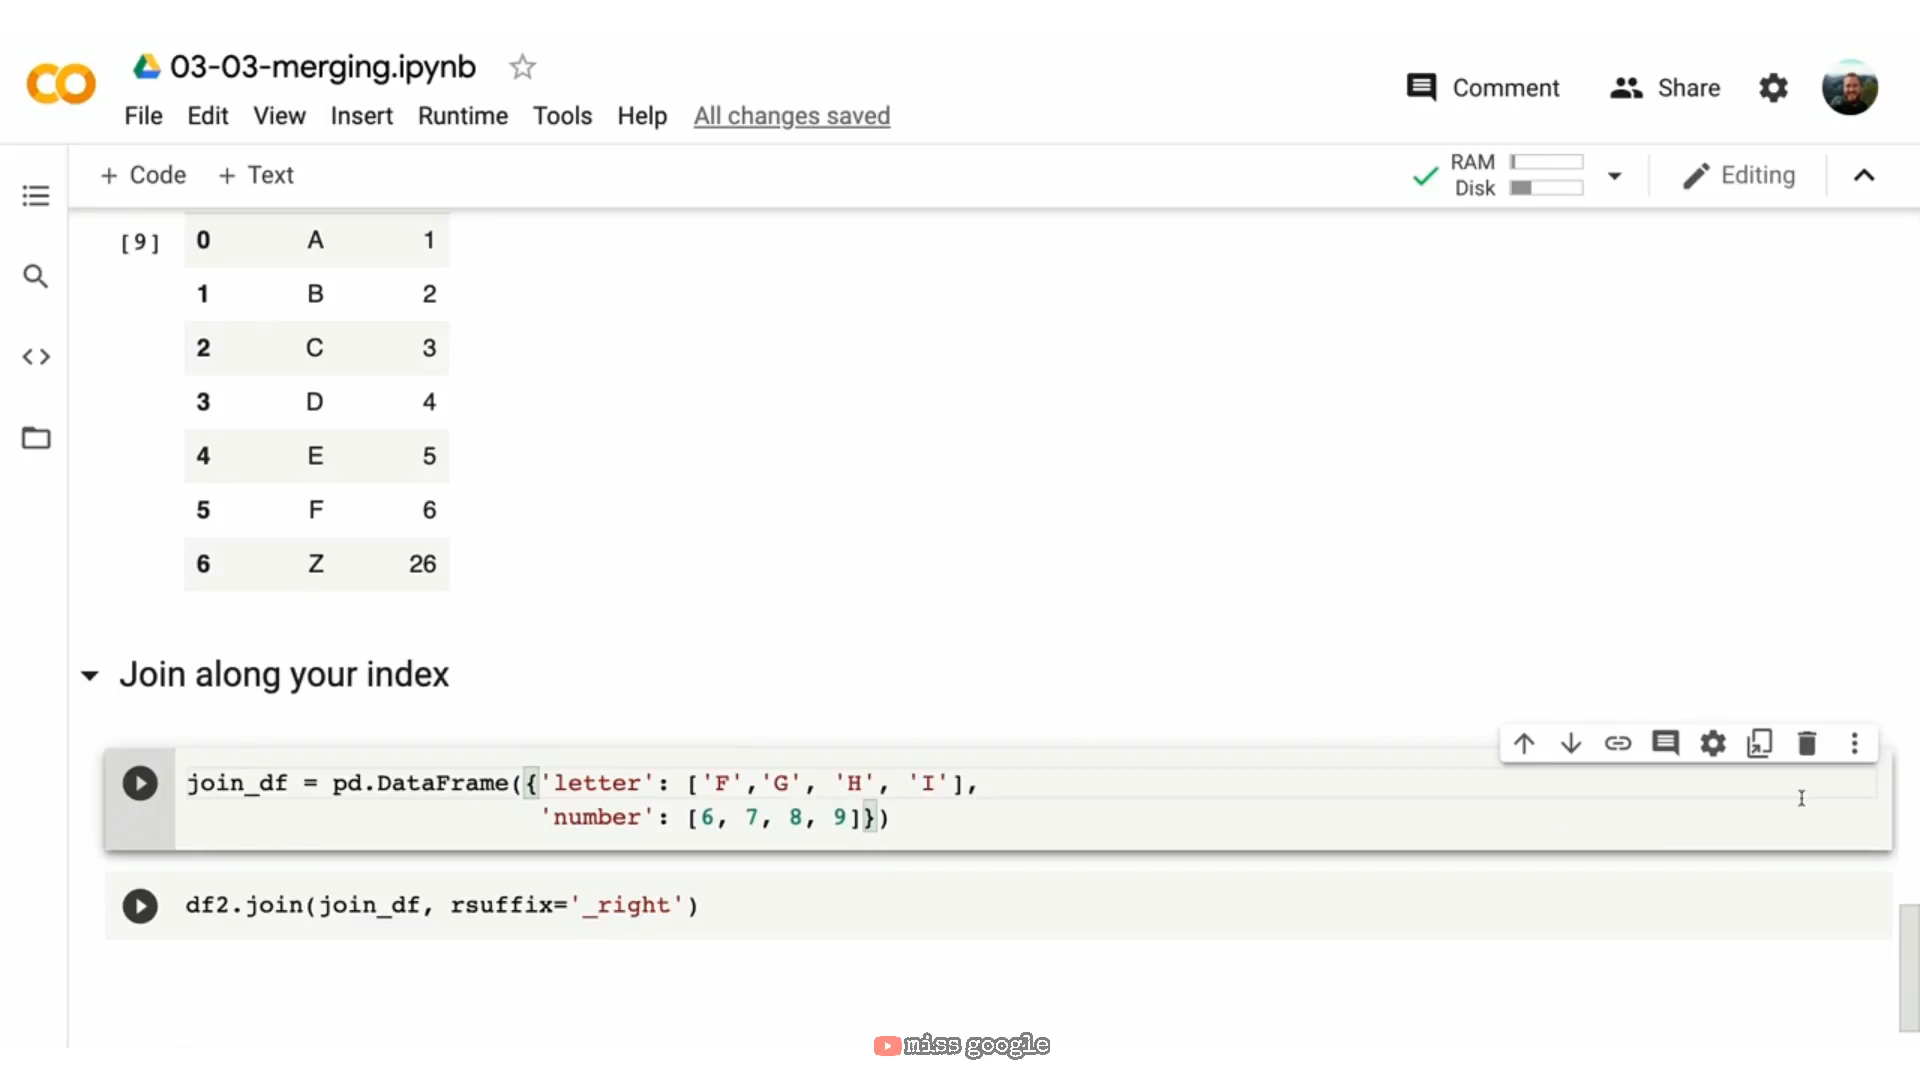 03-03-merging.ipynb
Comment
Share
File Edit View Insert Runtime Tools Help All changes saved
+ Code + Text
RAM
Disk
Editing
[9]
0 A 1
1 B 2
2 C 3
3 D 4
4 E 5
5 F 6
6 Z 26
Join along your index
join_df = pd.DataFrame({'letter': ['F','G', 'H', 'I'],
'number': [6, 7, 8, 9]})
df2.join(join_df, rsuffix='_right')
miss google